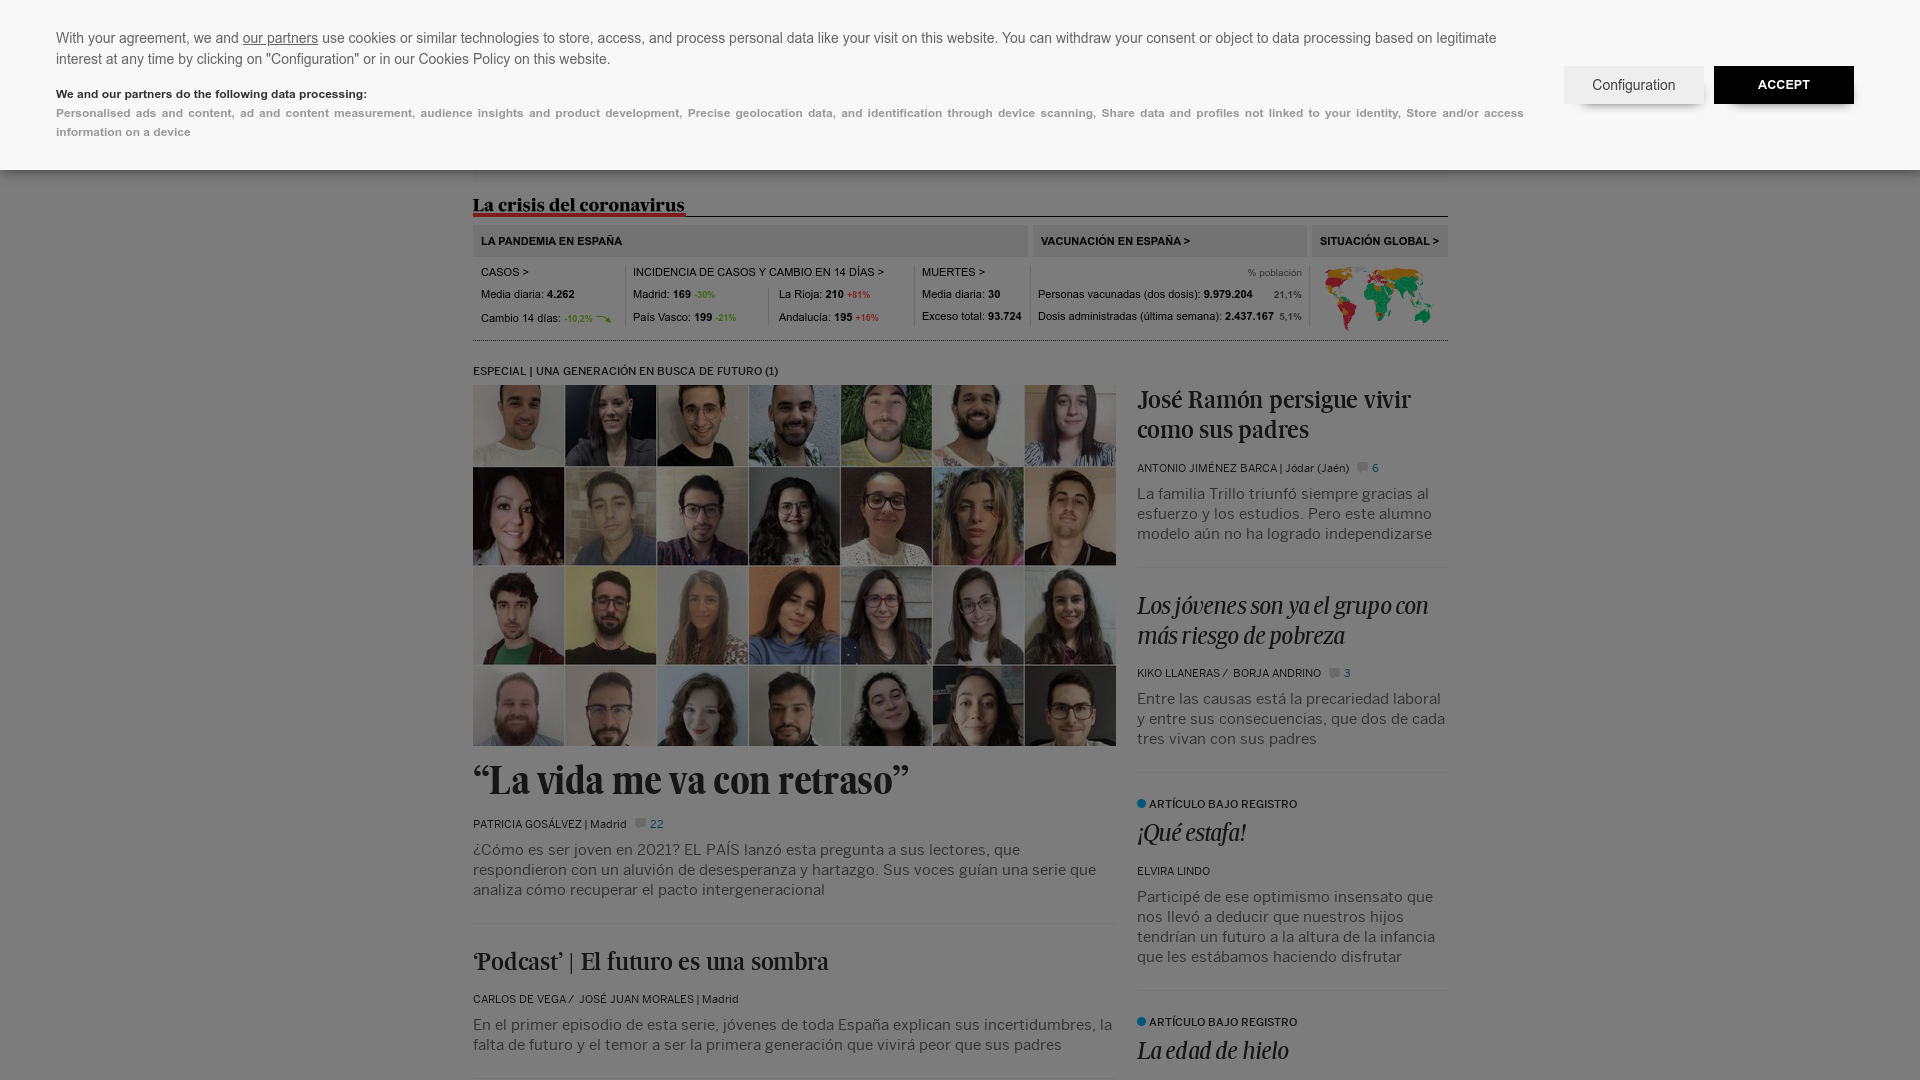 With your agreement, we and our partners use cookies or similar technologies to store, access, and process personal data like your visit on this website. You can withdraw your consent or object to data processing based on legitimate
interest at any time by clicking on "Configuration" or in our Cookies Policy on this website.
We and our partners do the following data processing:
Personalised ads and content, ad and content measurement, audience insights and product development, Precise geolocation data, and identification through device scanning, Share data and profiles not linked to your identity, Store and/or access
information on a device
Configuration
ACCEPT
La crisis del coronavirus
LA PANDEMIA EN ESPAÑA
VACUNACIÓN EN ESPAÑA >
SITUACIÓN GLOBAL >
CASOS >
Media diaria: 4.262
Cambio 14 días: -10,2%
INCIDENCIA DE CASOS Y CAMBIO EN 14 DÍAS >
Madrid: 169 -30%
País Vasco: 199 -21%
La Rioja: 210 +81%
Andalucía: 195 +16%
MUERTES >
Media diaria: 30
Exceso total: 93.724
% población
Personas vacunadas (dos dosis): 9.979.204 21,1%
Dosis administradas (última semana): 2.437.167 5,1%
ESPECIAL | UNA GENERACIÓN EN BUSCA DE FUTURO (1)
“La vida me va con retraso”
PATRICIA GOSÁLVEZ | Madrid 22
¿Cómo es ser joven en 2021? EL PAÍS lanzó esta pregunta a sus lectores, que
respondieron con un aluvión de desesperanza y hartazgo. Sus voces guían una serie que
analiza cómo recuperar el pacto intergeneracional
‘Podcast’ | El futuro es una sombra
CARLOS DE VEGA / JOSÉ JUAN MORALES | Madrid
En el primer episodio de esta serie, jóvenes de toda España explican sus incertidumbres, la
falta de futuro y el temor a ser la primera generación que vivirá peor que sus padres
José Ramón persigue vivir
como sus padres
ANTONIO JIMÉNEZ BARCA | Jódar (Jaén) 6
La familia Trillo triunfó siempre gracias al
esfuerzo y los estudios. Pero este alumno
modelo aún no ha logrado independizarse
Los jóvenes son ya el grupo con
más riesgo de pobreza
KIKO LLANERAS / BORJA ANDRINO 3
Entre las causas está la precariedad laboral
y entre sus consecuencias, que dos de cada
tres vivan con sus padres
ARTÍCULO BAJO REGISTRO
¡Qué estafa!
ELVIRA LINDO
Participé de ese optimismo insensato que
nos llevó a deducir que nuestros hijos
tendrían un futuro a la altura de la infancia
que les estábamos haciendo disfrutar
ARTÍCULO BAJO REGISTRO
La edad de hielo